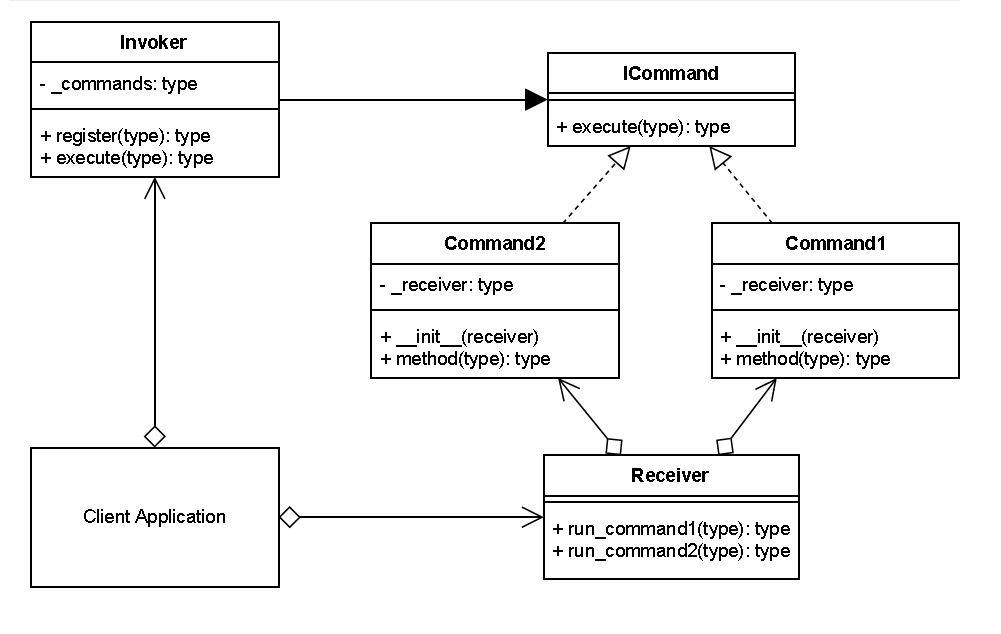 Invoker
- _commands: type
+ register(type): type
+ execute(type): type
ICommand
+ execute(type): type
Command2
- _receiver: type
+ __init__(receiver)
+ method(type): type
Command1
- _receiver: type
+ __init__(receiver)
+ method(type): type
Client Application
Receiver
+ run_command1(type): type
+ run_command2(type): type